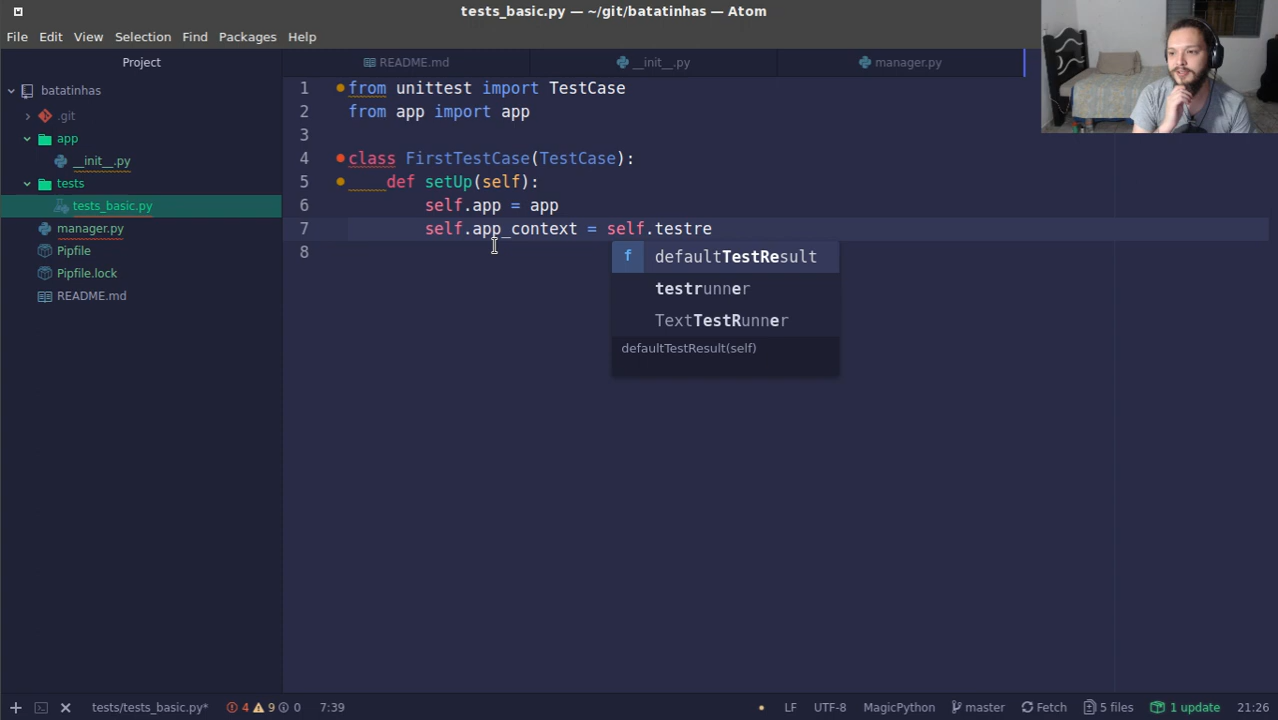 tests_basic.py — ~/git/batatinhas — Atom
File Edit View Selection Find Packages Help
Project
README.md
__init__.py
manager.py
batatinhas
.git
app
__init__.py
tests
tests_basic.py
manager.py
Pipfile
Pipfile.lock
README.md
1 from unittest import TestCase
2 from app import app
3
4 class FirstTestCase(TestCase):
5 def setUp(self):
6 self.app = app
7 self.app_context = self.testre
8
f defaultTestResult
testrunner
TextTestRunner
defaultTestResult(self)
tests/tests_basic.py* 4 9 0 7:39 LF UTF-8 MagicPython master Fetch 5 files 1 update 21:26